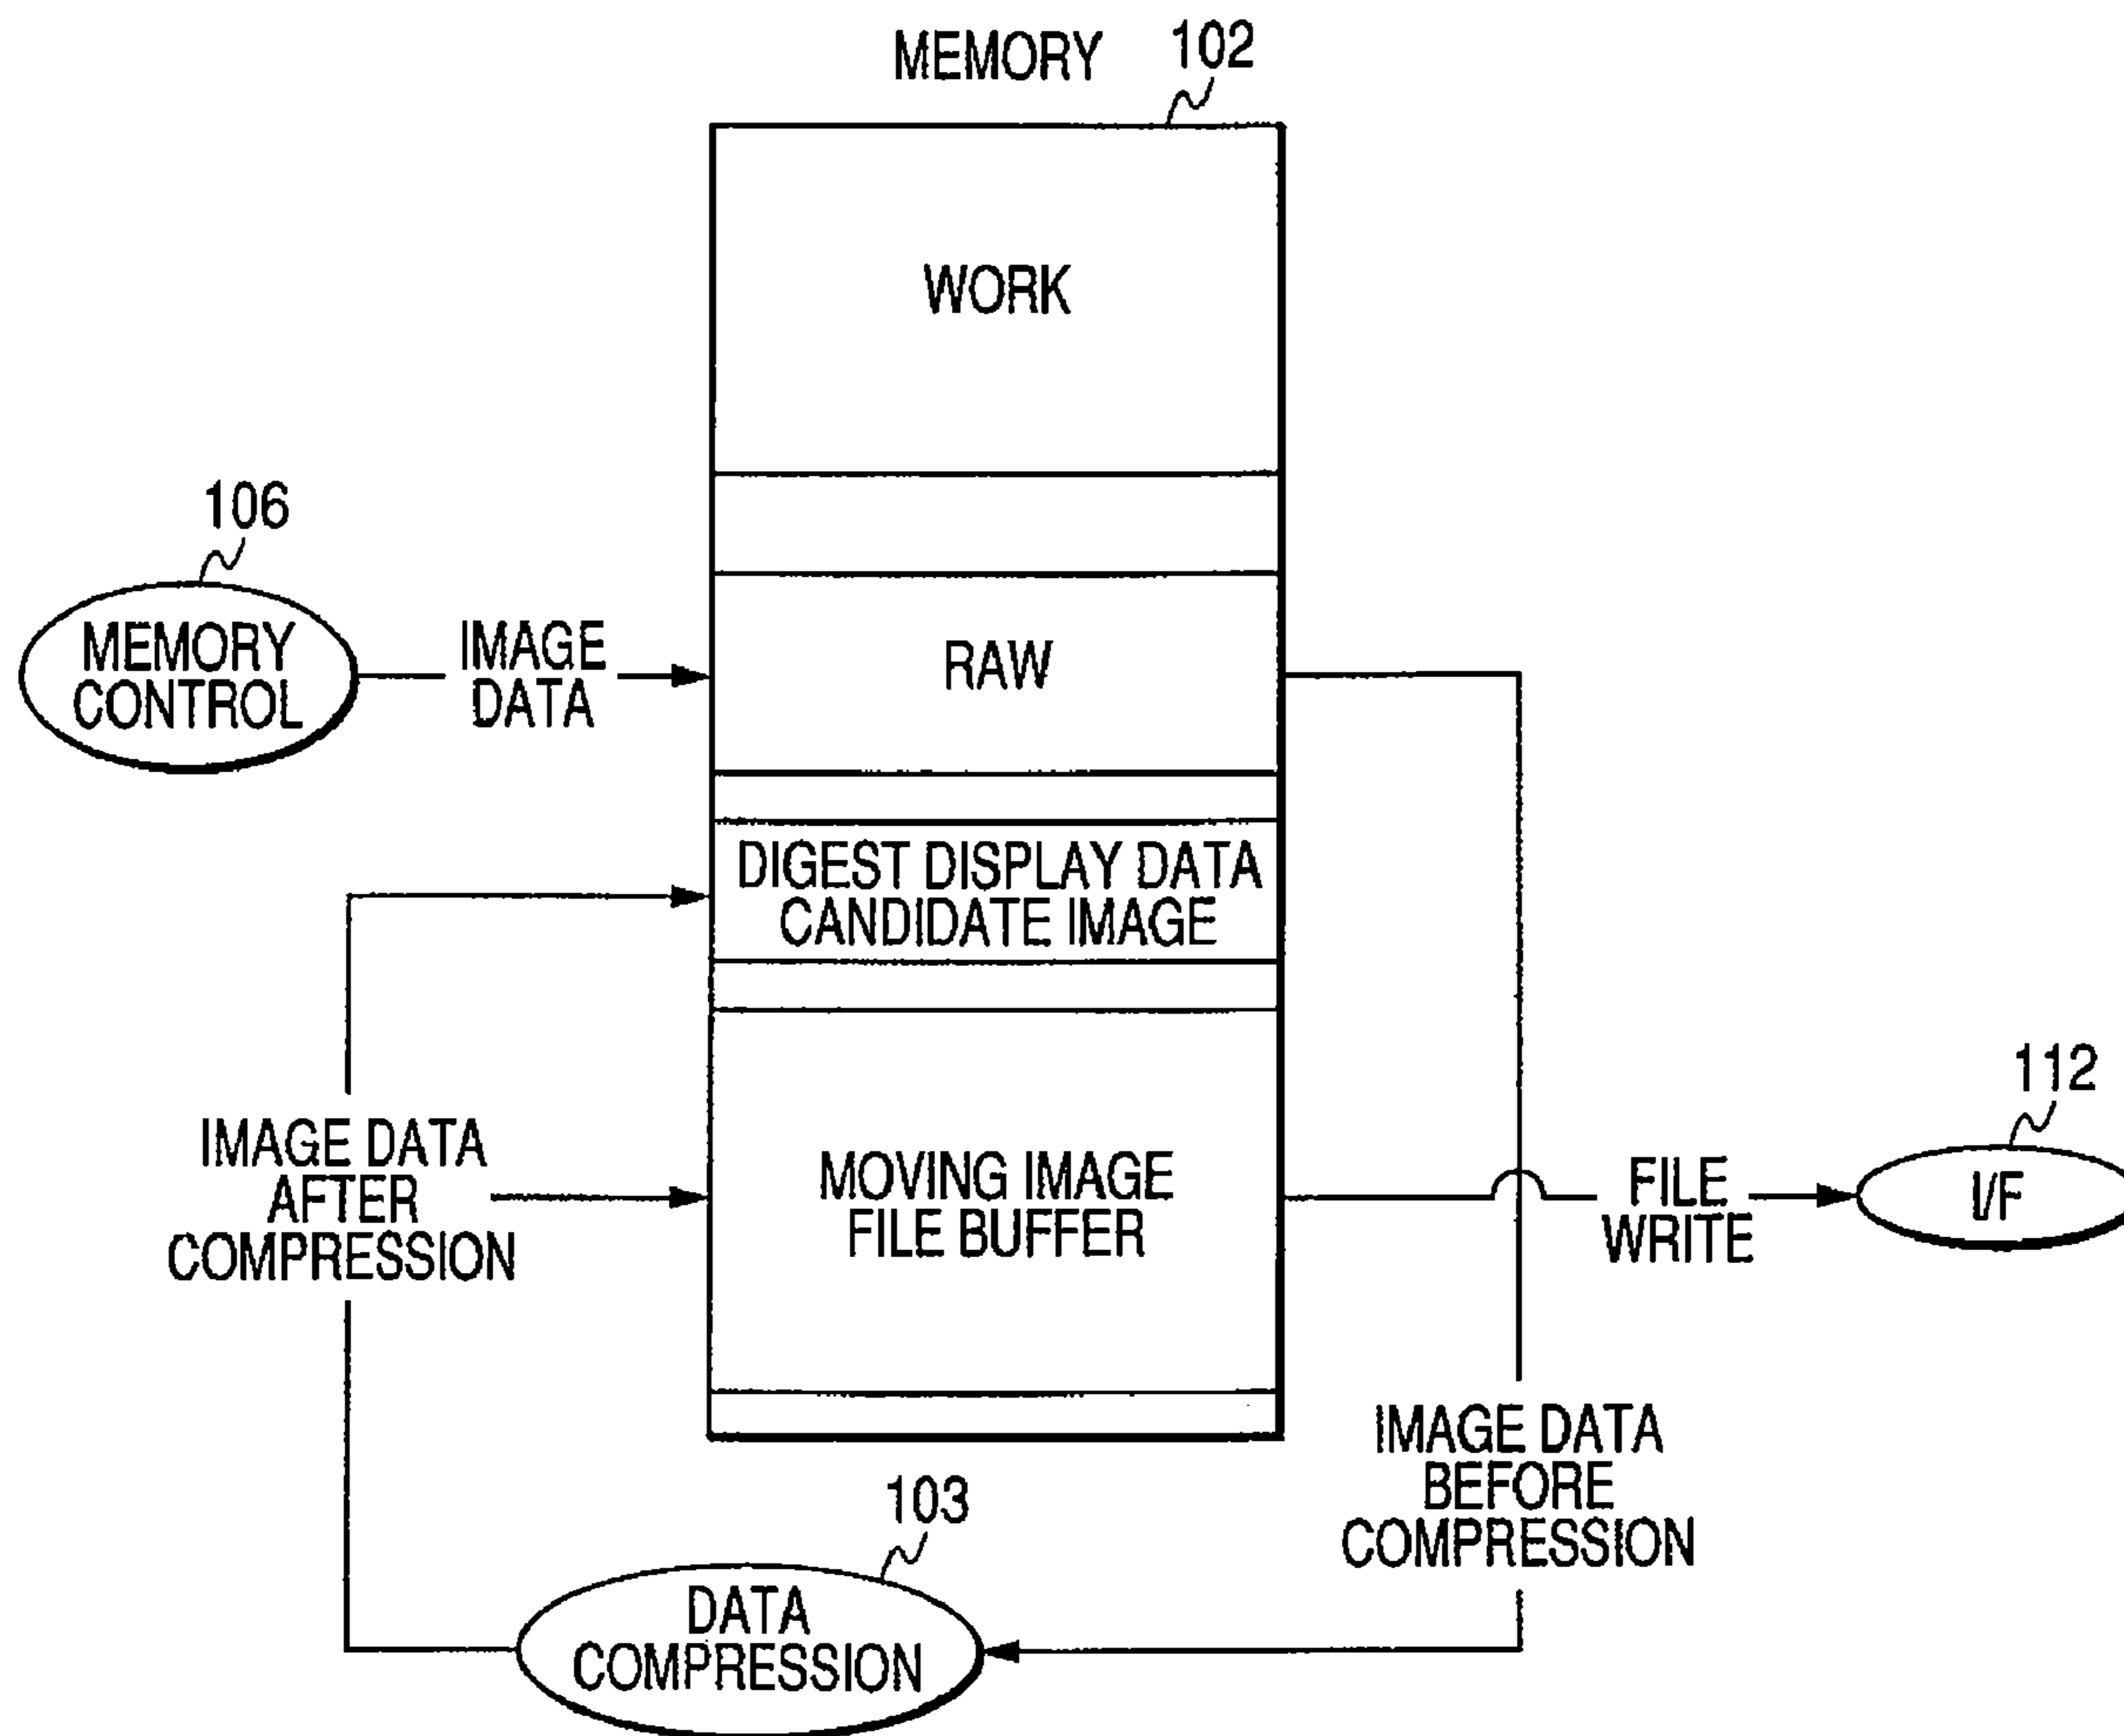 MEMORY
102
WORK
106
MEMORY
CONTROL
IMAGE
DATA
RAW
DIGEST DISPLAY DATA
CANDIDATE IMAGE
IMAGE DATA
AFTER
COMPRESSION
MOVING IMAGE
FILE BUFFER
FILE
WRITE
112
I/F
IMAGE DATA
BEFORE
COMPRESSION
103
DATA
COMPRESSION